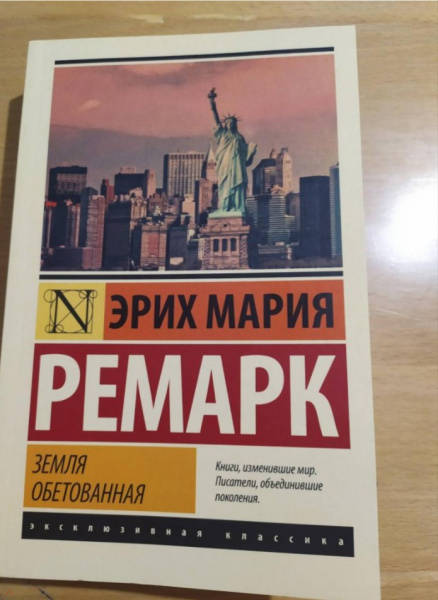 N
ЭРИХ МАРИЯ
РЕМАРК
ЗЕМЛЯ
ОБЕТОВАННАЯ
Книги, изменившие мир.
Писатели, объединившие
поколения.
эксклюзивная классика